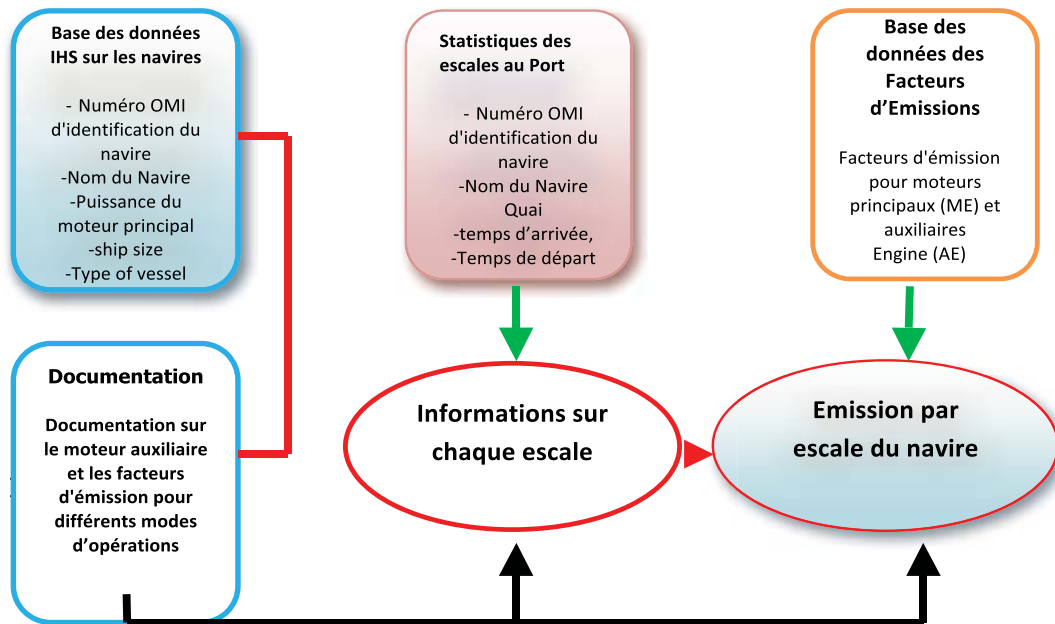 Base des données
IHS sur les navires
- Numéro OMI
d'identification du
navire
-Nom du Navire
-Puissance du
moteur principal
-ship size
-Type of vessel
Statistiques des
escales au Port
- Numéro OMI
d'identification du
navire
-Nom du Navire
Quai
-temps d’arrivée,
-Temps de départ
Base des
données des
Facteurs
d’Emissions
Facteurs d'émission
pour moteurs
principaux (ME) et
auxiliaires
Engine (AE)
Documentation
Documentation sur
le moteur auxiliaire
et les facteurs
d'émission pour
différents modes
d’opérations
Informations sur
chaque escale
Emission par
escale du navire